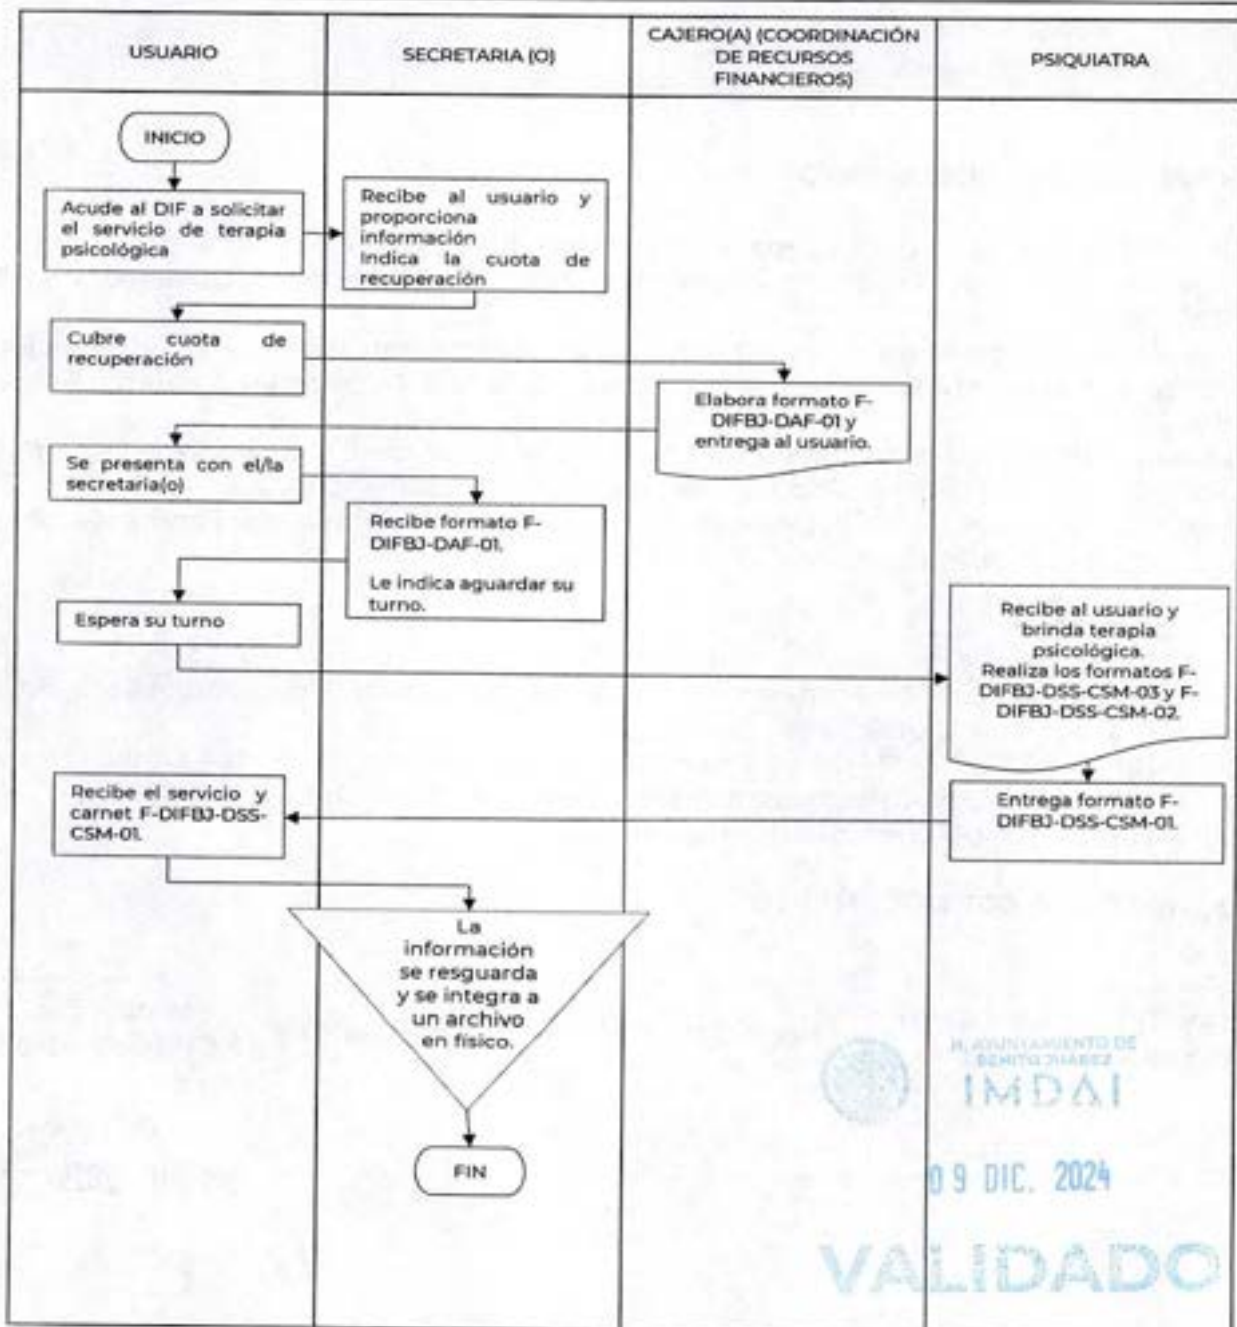 USUARIO
SECRETARIA (O)
CAJERO(A) (COORDINACIÓN
DE RECURSOS
FINANCIEROS)
PSIQUIATRA
INICIO
Acude al DIF a solicitar
el servicio de terapia
psicológica
Recibe al usuario y
proporciona
información
Indica la cuota de
recuperación
Cubre cuota de
recuperación
Elabora formato F-
DIFBJ-DAF-01 y
entrega al usuario.
Se presenta con el/la
secretaria(o)
Recibe formato F-
DIFBJ-DAF-01.
Le indica aguardar su
turno.
Espera su turno
Recibe al usuario y
brinda terapia
psicológica.
Realiza los formatos F-
DIFBJ-DSS-CSM-03 y F-
DIFBJ-DSS-CSM-02.
Recibe el servicio y
carnet F-DIFBJ-DSS-
CSM-01.
Entrega formato F-
DIFBJ-DSS-CSM-01.
La
información
se resguarda
y se integra a
un archivo
en físico.
FIN
H. AYUNTAMIENTO DE
BENITO JUÁREZ
IMDAI
09 DIC. 2024
VALIDADO